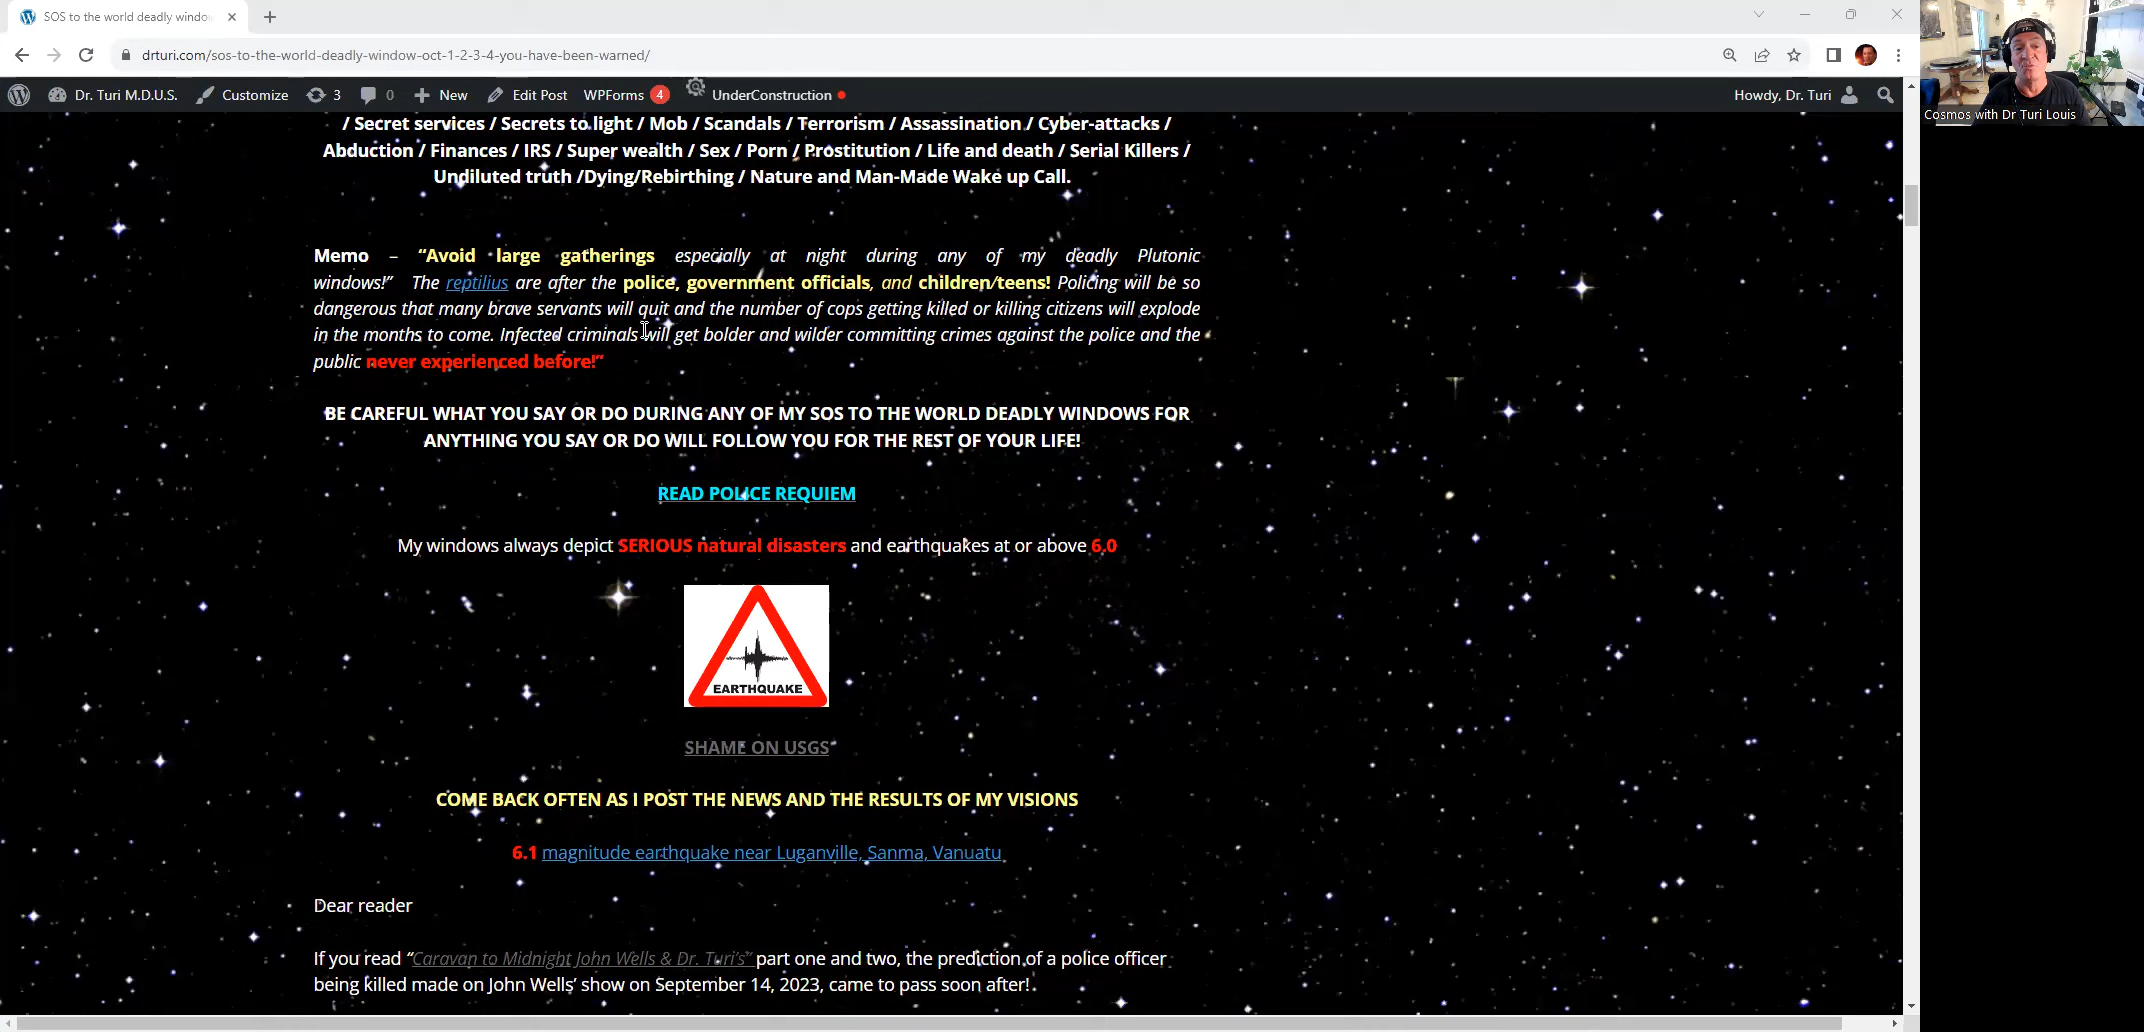 SOS to the world deadly windo
drturi.com/sos-to-the-world-deadly-window-oct-1-2-3-4-you-have-been-warned/
Dr. Turi M.D.U.S. Customize 3 0 New Edit Post WPForms 4 UnderConstruction Howdy, Dr. Turi
Cosmos with Dr Turi Louis
/ Secret services / Secrets to light / Mob / Scandals / Terrorism / Assassination / Cyber-attacks /
Abduction / Finances / IRS / Super wealth / Sex / Porn / Prostitution / Life and death / Serial Killers /
Undiluted truth /Dying/Rebirthing / Nature and Man-Made Wake up Call.
Memo – “Avoid large gatherings especially at night during any of my deadly Plutonic
windows!” The reptilius are after the police, government officials, and children/teens! Policing will be so
dangerous that many brave servants will quit and the number of cops getting killed or killing citizens will explode
in the months to come. Infected criminals will get bolder and wilder committing crimes against the police and the
public never experienced before!”
BE CAREFUL WHAT YOU SAY OR DO DURING ANY OF MY SOS TO THE WORLD DEADLY WINDOWS FOR
ANYTHING YOU SAY OR DO WILL FOLLOW YOU FOR THE REST OF YOUR LIFE!
READ POLICE REQUIEM
My windows always depict SERIOUS natural disasters and earthquakes at or above 6.0
EARTHQUAKE
SHAME ON USGS
COME BACK OFTEN AS I POST THE NEWS AND THE RESULTS OF MY VISIONS
6.1 magnitude earthquake near Luganville, Sanma, Vanuatu
Dear reader
If you read “Caravan to Midnight John Wells & Dr. Turi’s” part one and two, the prediction of a police officer
being killed made on John Wells’ show on September 14, 2023, came to pass soon after!